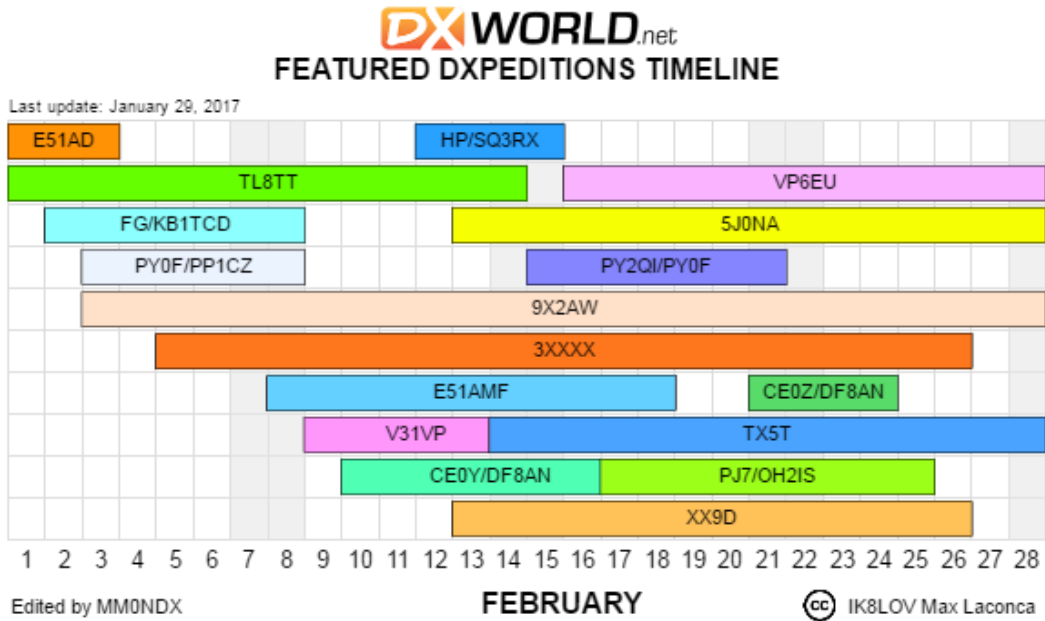 DXWORLD.net
FEATURED DXPEDITIONS TIMELINE
Last update: January 29, 2017
E51AD HP/SQ3RX
TL8TT VP6EU
FG/KB1TCD 5J0NA
PY0F/PP1CZ PY2QI/PY0F
9X2AW
3XXXX
E51AMF CE0Z/DF8AN
V31VP TX5T
CE0Y/DF8AN PJ7/OH2IS
XX9D
1 2 3 4 5 6 7 8 9 10 11 12 13 14 15 16 17 18 19 20 21 22 23 24 25 26 27 28
Edited by MM0NDX FEBRUARY cc IK8LOV Max Laconca